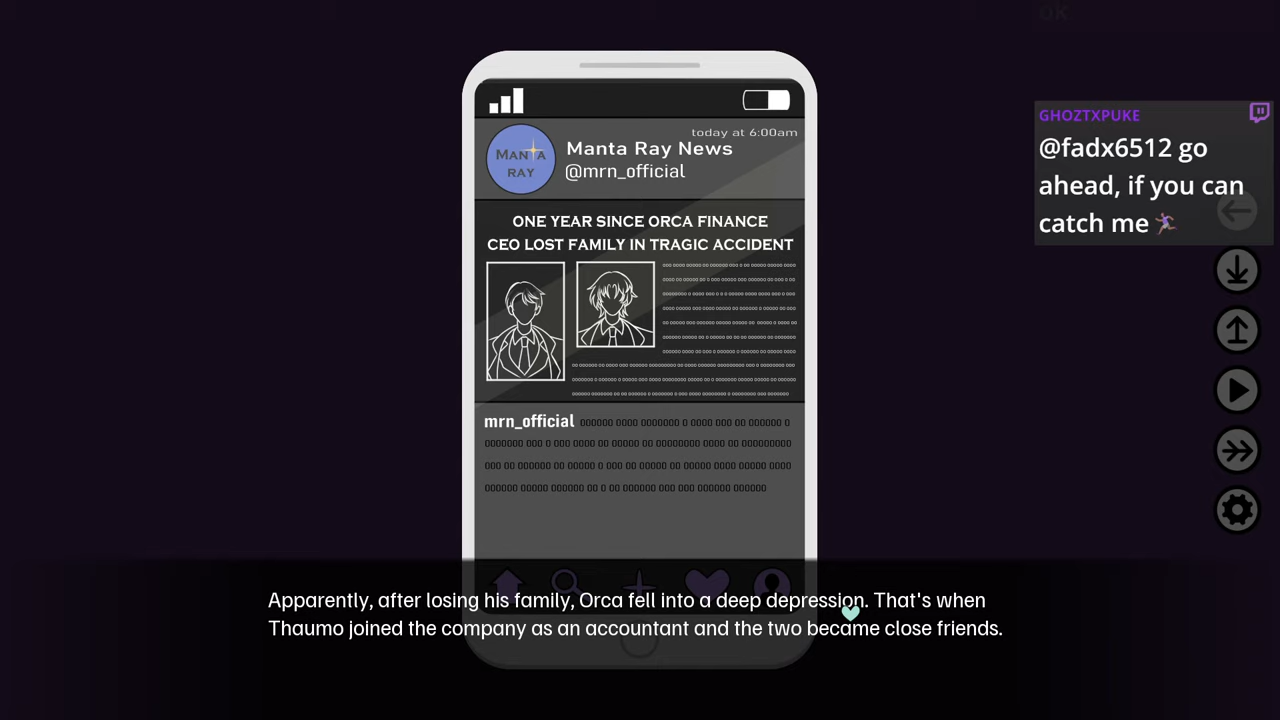 ok
GHOZTXPUKE
@fadx6512 go
ahead, if you can
catch me
today at 6:00am
MANTA
RAY
Manta Ray News
@mrn_official
ONE YEAR SINCE ORCA FINANCE
CEO LOST FAMILY IN TRAGIC ACCIDENT
mrn_official
Apparently, after losing his family, Orca fell into a deep depression. That's when
Thaumo joined the company as an accountant and the two became close friends.